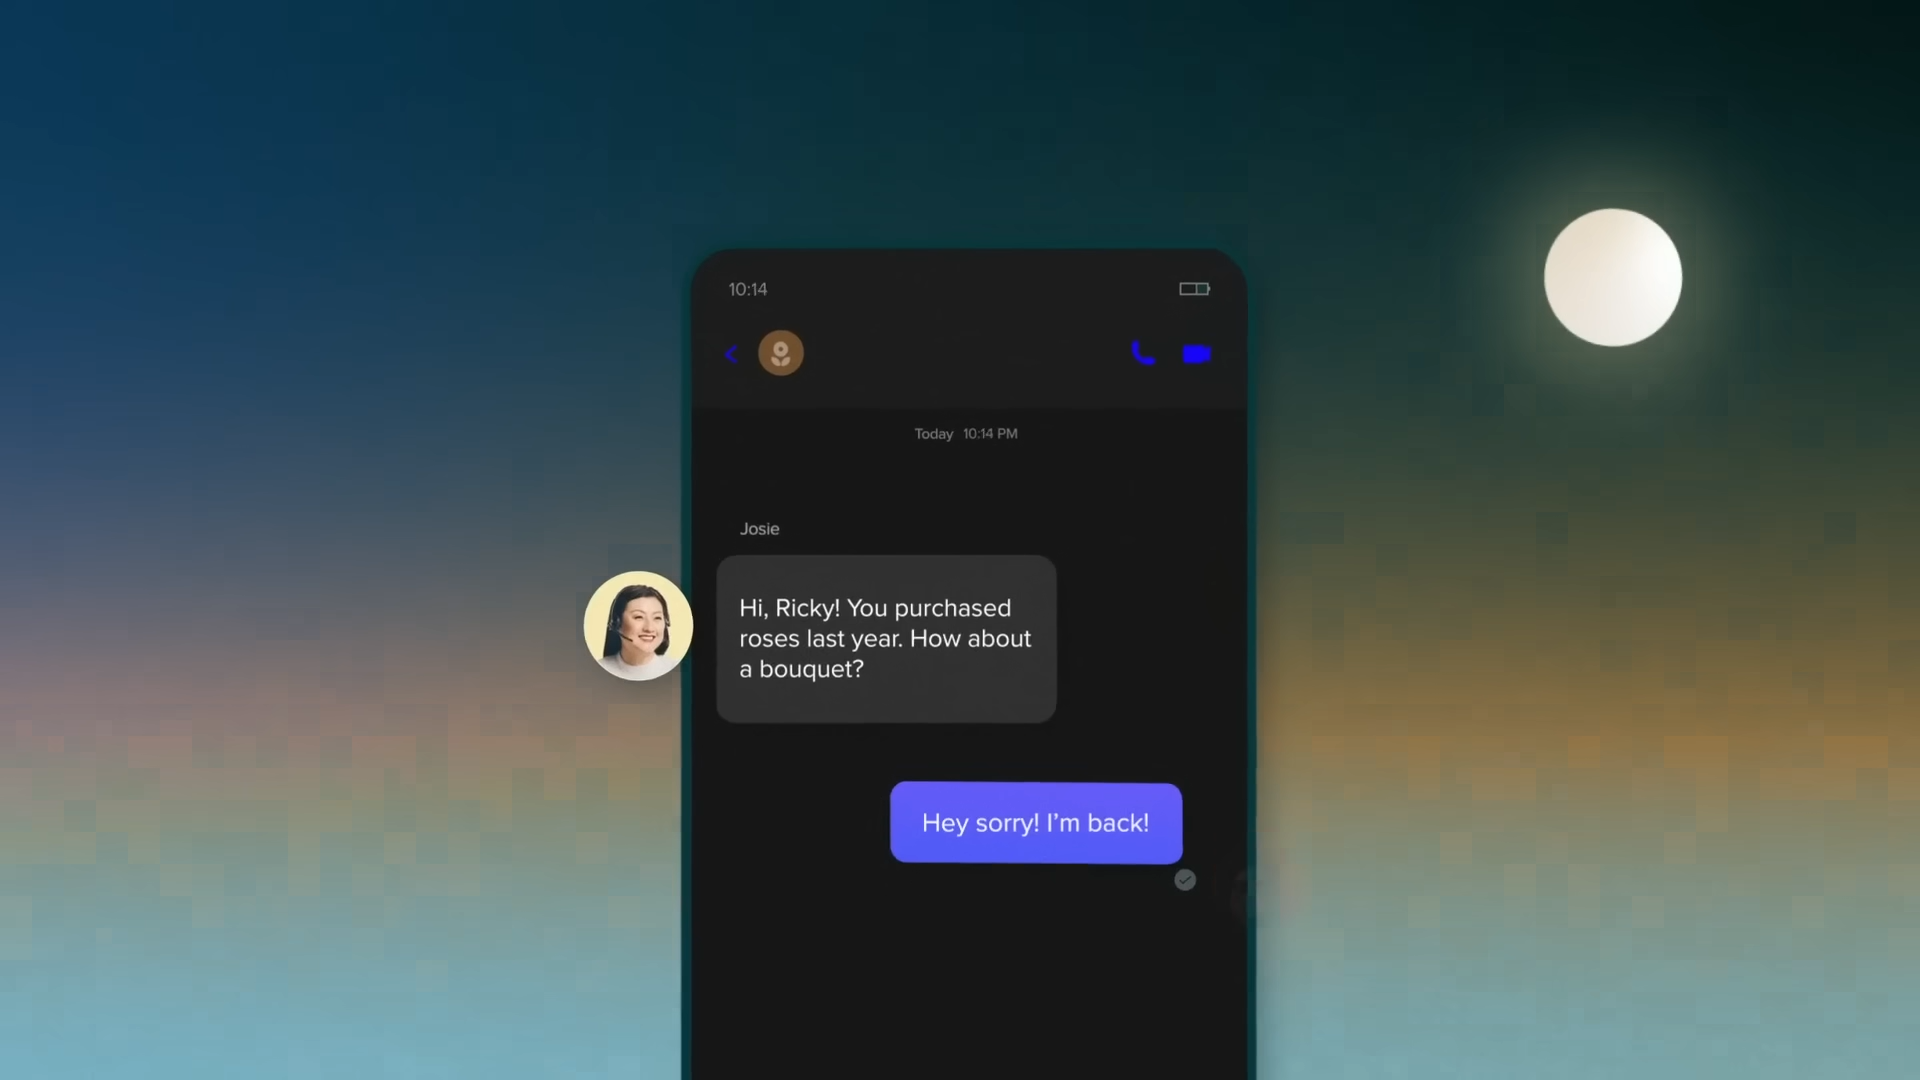 10:14
Today 10:14 PM
Josie
Hi, Ricky! You purchased
roses last year. How about
a bouquet?
Hey sorry! I’m back!